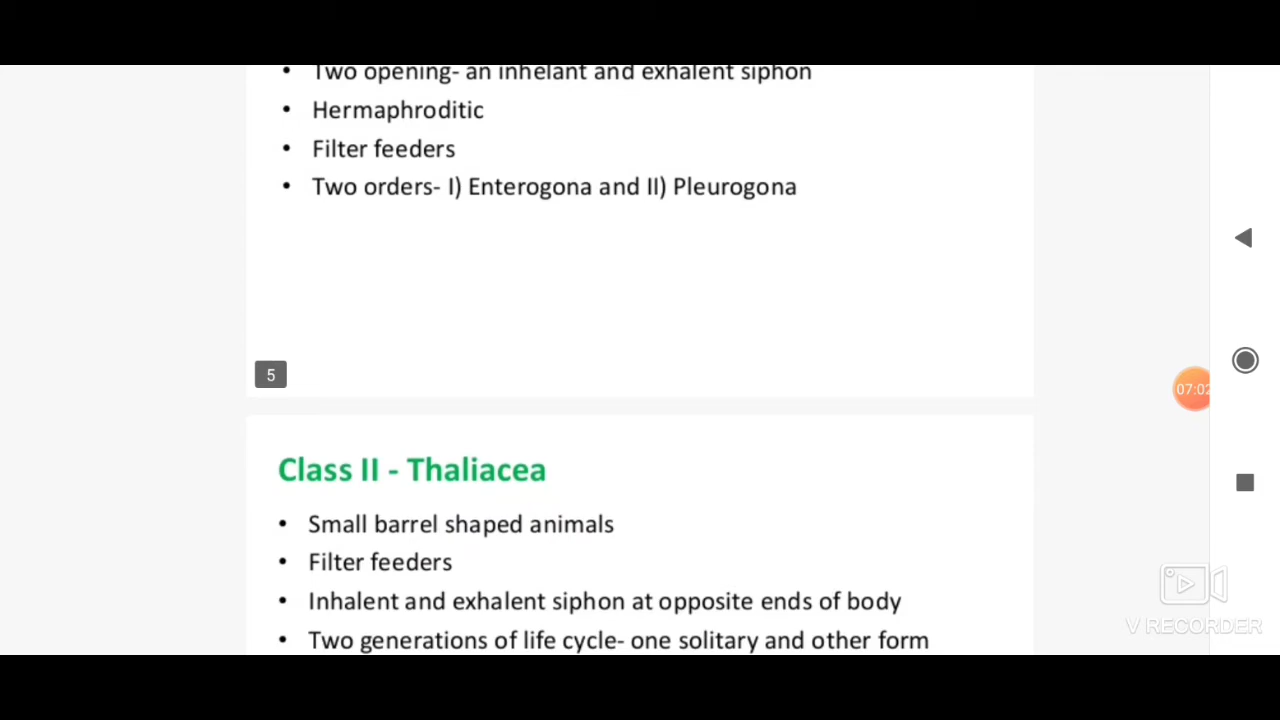 • Two opening- an inhelant and exhalent siphon
• Hermaphroditic
• Filter feeders
• Two orders- I) Enterogona and II) Pleurogona
5
07:02
Class II - Thaliacea
• Small barrel shaped animals
• Filter feeders
• Inhalent and exhalent siphon at opposite ends of body
• Two generations of life cycle- one solitary and other form
V RECORDER